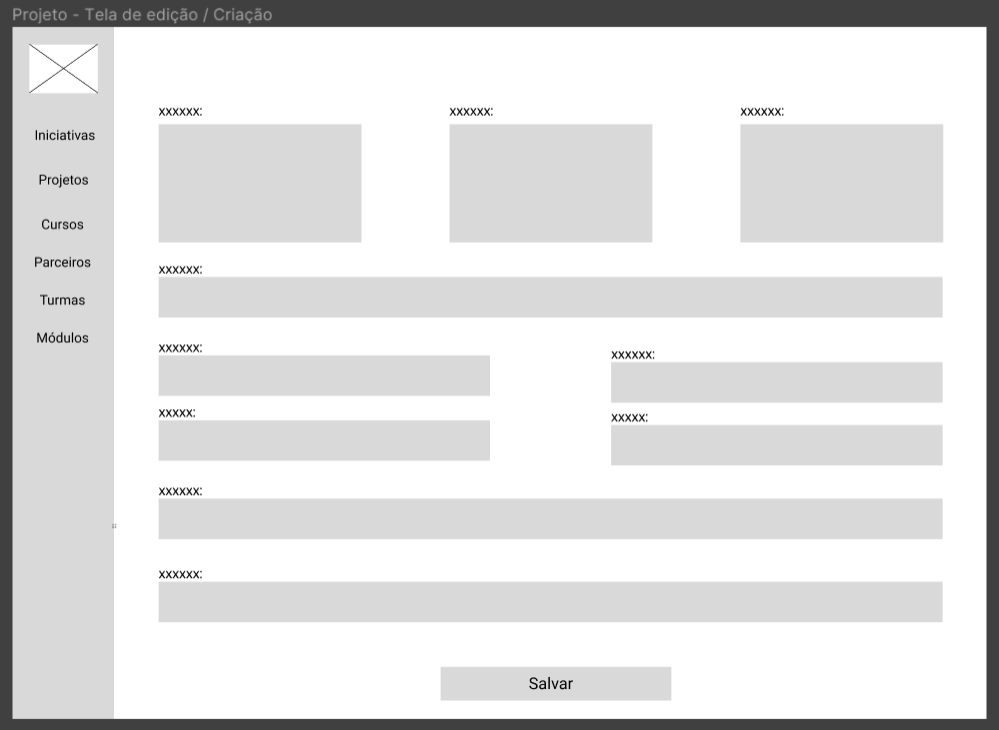 Projeto - Tela de edição / Criação
Iniciativas
Projetos
Cursos
Parceiros
Turmas
Módulos
xxxxxx: xxxxxx: xxxxxx:
xxxxxx:
xxxxxx: xxxxxx:
xxxxx: xxxxx:
xxxxxx:
xxxxxx:
Salvar